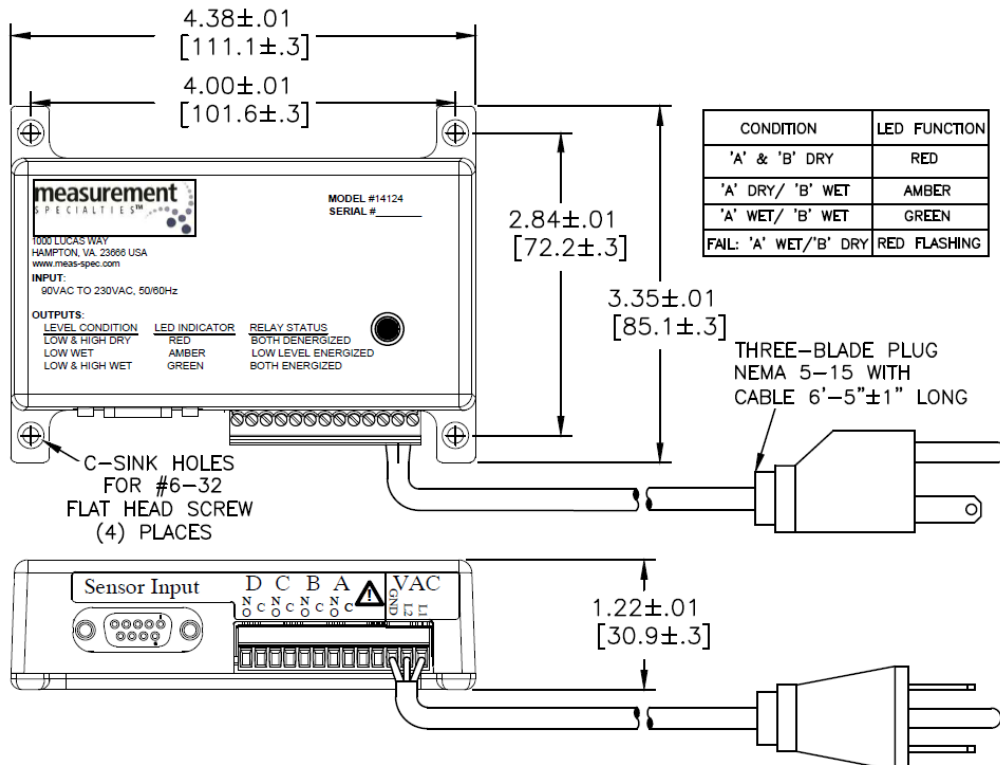 4.38±.01
[111.1±.3]
4.00±.01
[101.6±.3]
CONDITION LED FUNCTION
'A' & 'B' DRY RED
'A' DRY/ 'B' WET AMBER
'A' WET/ 'B' WET GREEN
FAIL: 'A' WET/'B' DRY RED FLASHING
measurement
SPECIALTIES™
MODEL #14124
SERIAL #_______
1000 LUCAS WAY
HAMPTON, VA. 23666 USA
www.meas-spec.com
INPUT:
90VAC TO 230VAC, 50/60Hz
OUTPUTS:
LEVEL CONDITION LED INDICATOR RELAY STATUS
LOW & HIGH DRY RED BOTH DENERGIZED
LOW WET AMBER LOW LEVEL ENERGIZED
LOW & HIGH WET GREEN BOTH ENERGIZED
2.84±.01
[72.2±.3]
3.35±.01
[85.1±.3]
THREE-BLADE PLUG
NEMA 5-15 WITH
CABLE 6'-5"±1" LONG
C-SINK HOLES
FOR #6-32
FLAT HEAD SCREW
(4) PLACES
Sensor Input D C B A VAC
NO C NO C NO C NO C GND L2 L1
1.22±.01
[30.9±.3]